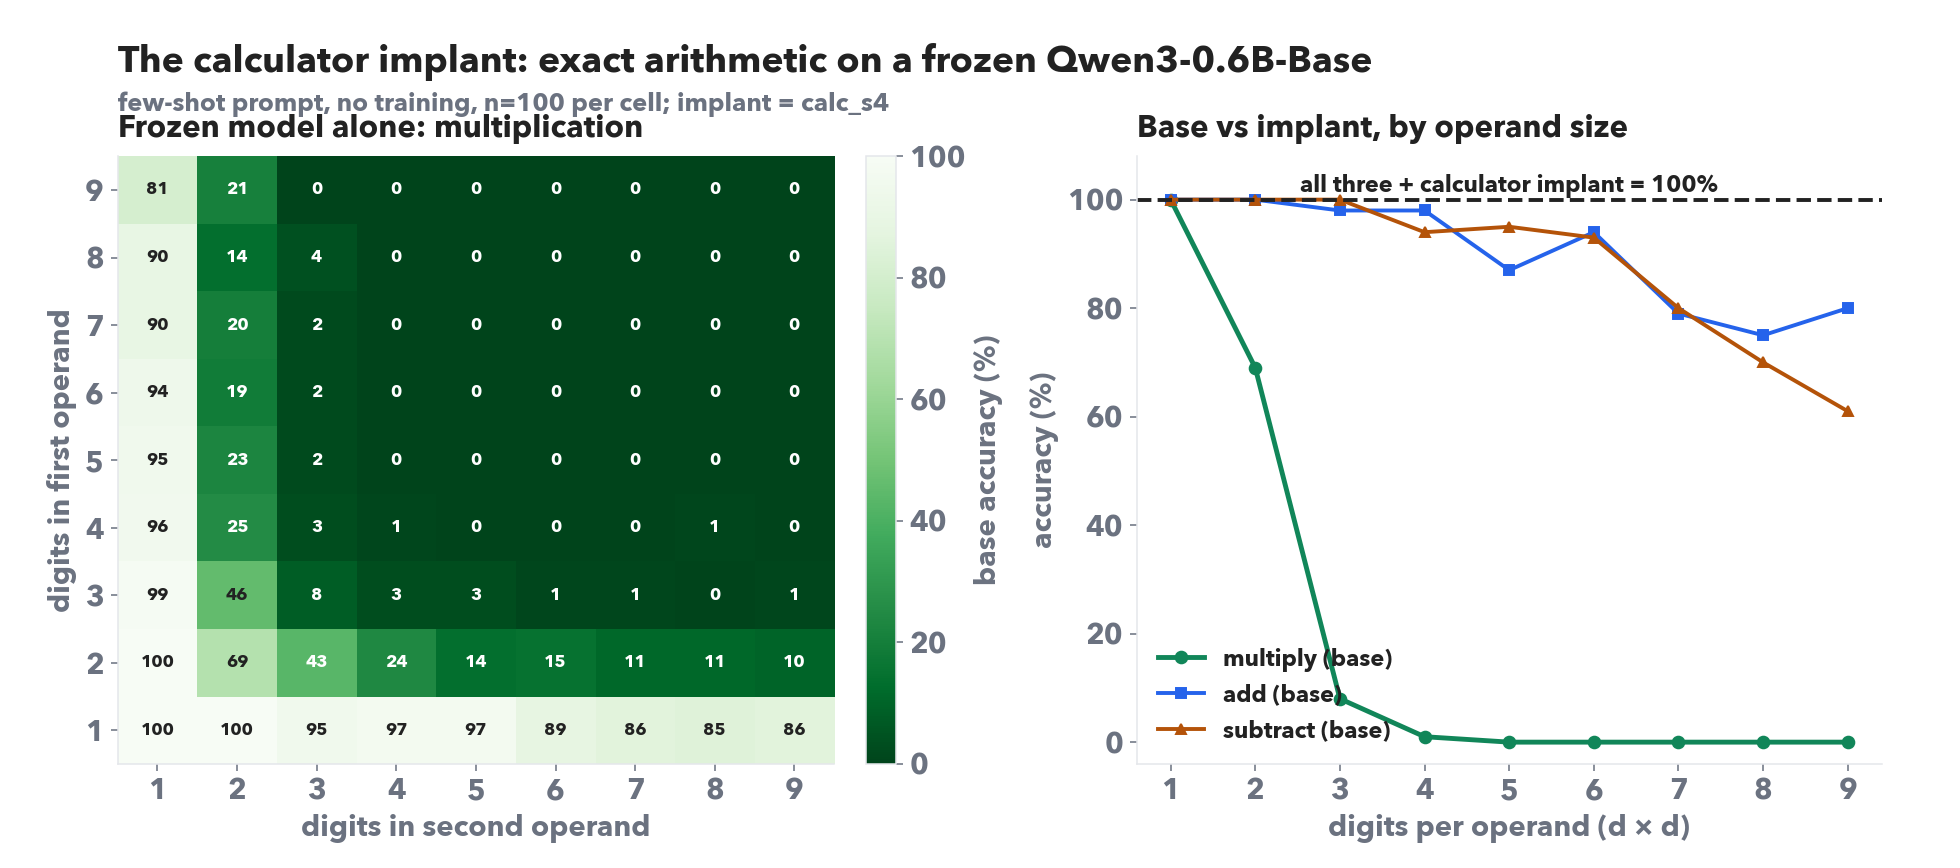 The calculator implant: exact arithmetic on a frozen Qwen3-0.6B-Base
few-shot prompt, no training, n=100 per cell; implant = calc_s4
Frozen model alone: multiplication
digits in first operand
9 81 21 0 0 0 0 0 0 0
8 90 14 4 0 0 0 0 0 0
7 90 20 2 0 0 0 0 0 0
6 94 19 2 0 0 0 0 0 0
5 95 23 2 0 0 0 0 0 0
4 96 25 3 1 0 0 0 1 0
3 99 46 8 3 3 1 1 0 1
2 100 69 43 24 14 15 11 11 10
1 100 100 95 97 97 89 86 85 86
1 2 3 4 5 6 7 8 9
digits in second operand
100
80
60
40
20
0
base accuracy (%)
Base vs implant, by operand size
all three + calculator implant = 100%
accuracy (%)
100
80
60
40
20
0
multiply (base)
add (base)
subtract (base)
1 2 3 4 5 6 7 8 9
digits per operand (d × d)